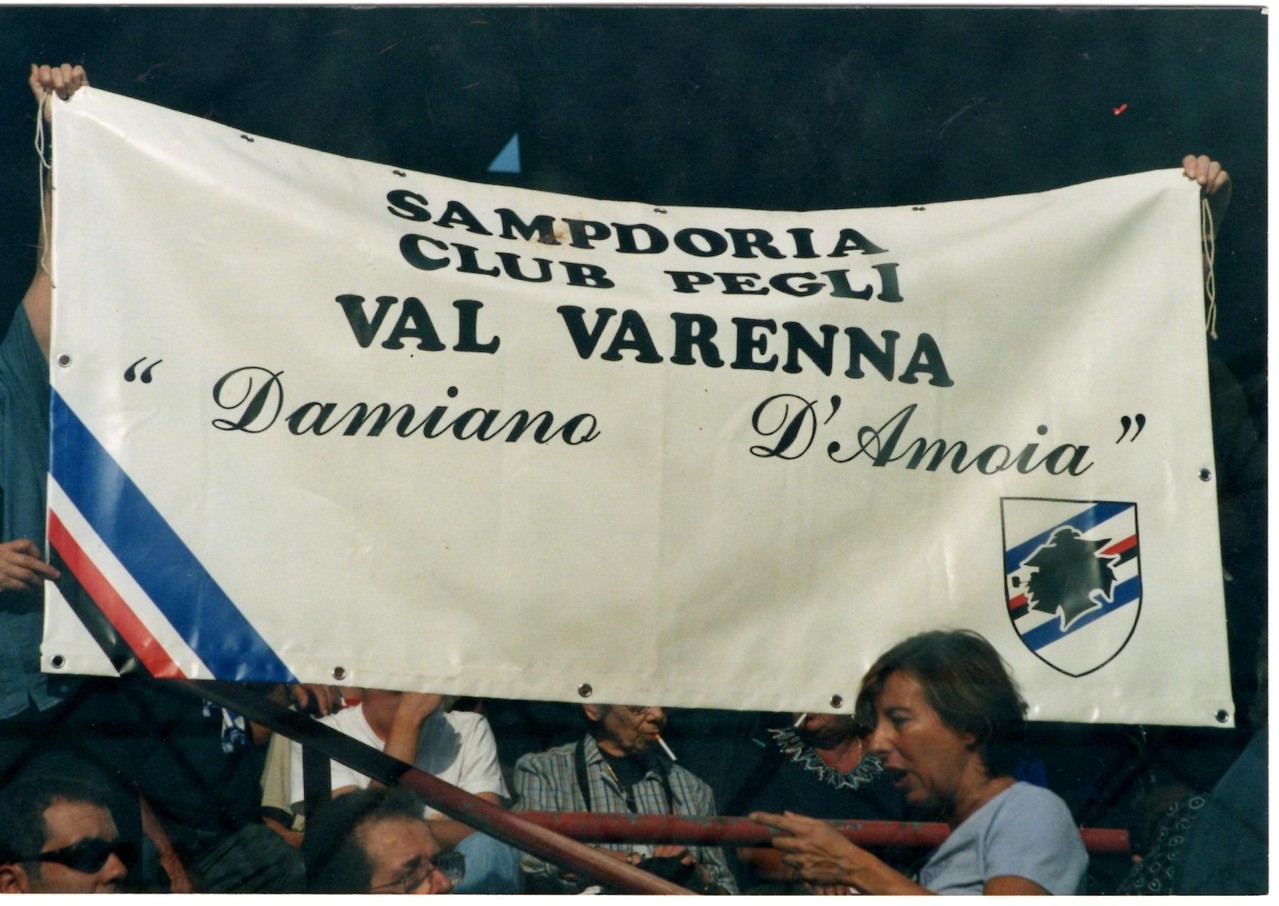 SAMPDORIA
CLUB PEGLI
VAL VARENNA
“ Damiano D’Amoia ”